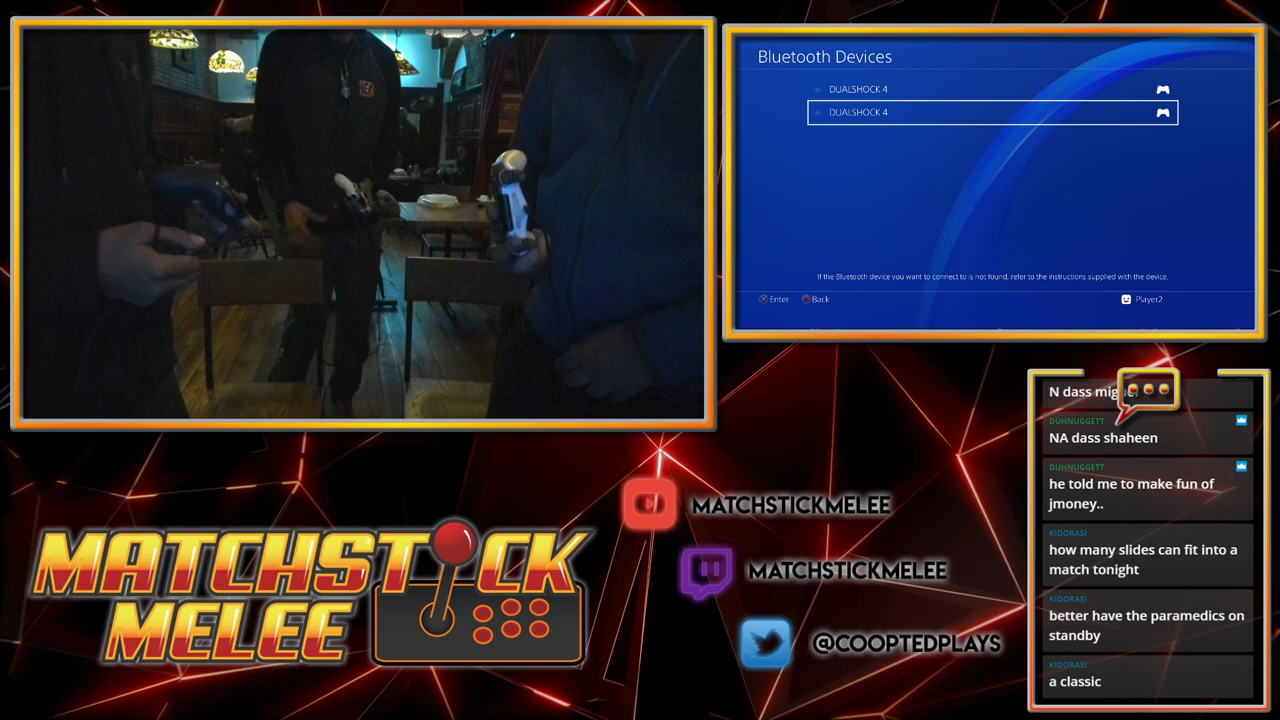 Bluetooth Devices
DUALSHOCK 4
DUALSHOCK 4
If the Bluetooth device you want to connect to is not found, refer to the instructions supplied with the device.
Enter
Back
Player2
N dass
DUHNUGGETT
NA dass shaheen
DUHNUGGETT
he told me to make fun of
jmoney..
KIDORASI
how many slides can fit into a
match tonight
KIDORASI
better have the paramedics on
standby
KIDORASI
a classic
MATCHSTICKMELEE
MATCHSTICKMELEE
@COOPTEDPLAYS
MATCHSTICK
MELEE